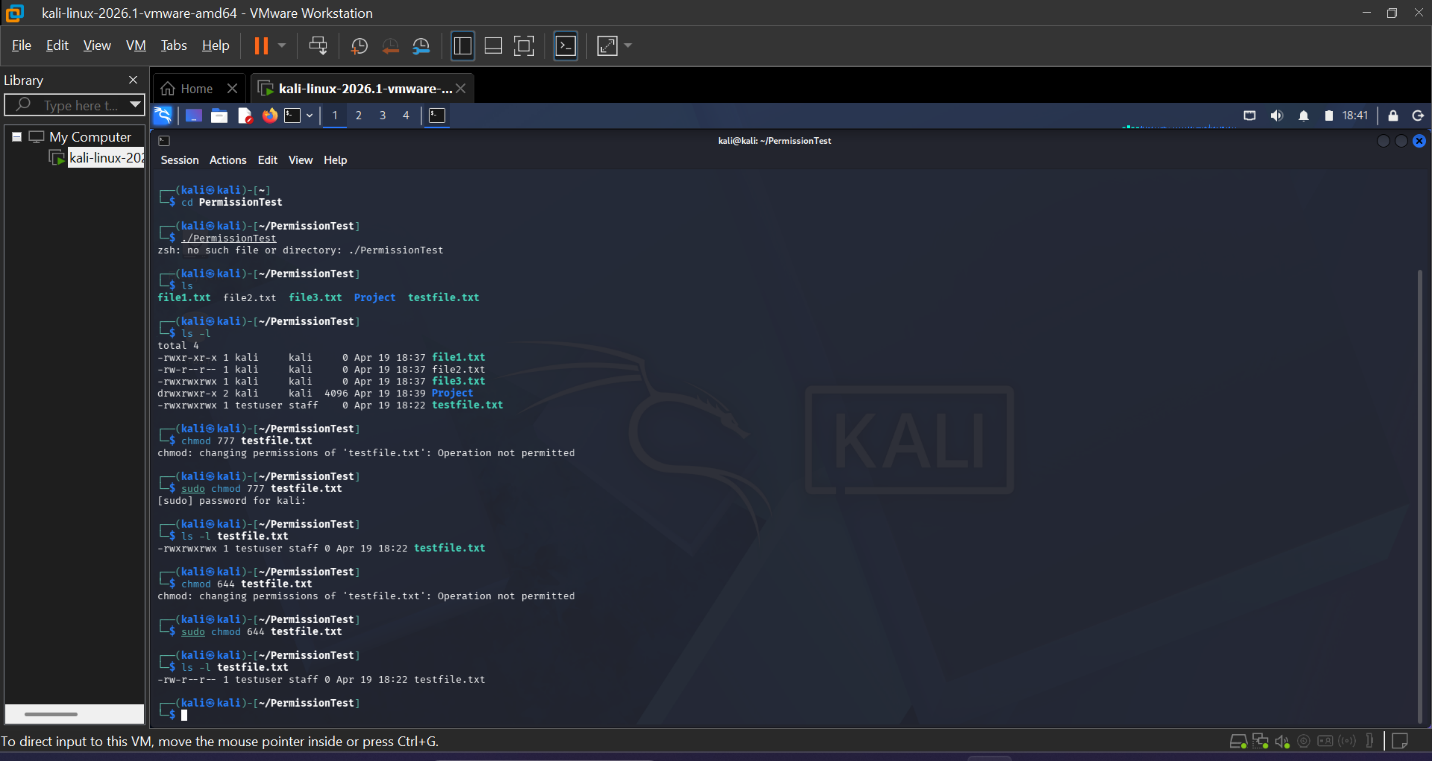 kali-linux-2026.1-vmware-amd64 - VMware Workstation
File Edit View VM Tabs Help
Library
Type here t...
My Computer
kali-linux-202
Home
kali-linux-2026.1-vmware-...
1 2 3 4
18:41
kali@kali: ~/PermissionTest
Session Actions Edit View Help
┌──(kali㉿kali)-[~]
└─$ cd PermissionTest
┌──(kali㉿kali)-[~/PermissionTest]
└─$ ./PermissionTest
zsh: no such file or directory: ./PermissionTest
┌──(kali㉿kali)-[~/PermissionTest]
└─$ ls
file1.txt file2.txt file3.txt Project testfile.txt
┌──(kali㉿kali)-[~/PermissionTest]
└─$ ls -l
total 4
-rwxr-xr-x 1 kali kali 0 Apr 19 18:37 file1.txt
-rw-r--r-- 1 kali kali 0 Apr 19 18:37 file2.txt
-rwxrwxrwx 1 kali kali 0 Apr 19 18:37 file3.txt
drwxrwxr-x 2 kali kali 4096 Apr 19 18:39 Project
-rwxrwxrwx 1 testuser staff 0 Apr 19 18:22 testfile.txt
┌──(kali㉿kali)-[~/PermissionTest]
└─$ chmod 777 testfile.txt
chmod: changing permissions of 'testfile.txt': Operation not permitted
┌──(kali㉿kali)-[~/PermissionTest]
└─$ sudo chmod 777 testfile.txt
[sudo] password for kali:
┌──(kali㉿kali)-[~/PermissionTest]
└─$ ls -l testfile.txt
-rwxrwxrwx 1 testuser staff 0 Apr 19 18:22 testfile.txt
┌──(kali㉿kali)-[~/PermissionTest]
└─$ chmod 644 testfile.txt
chmod: changing permissions of 'testfile.txt': Operation not permitted
┌──(kali㉿kali)-[~/PermissionTest]
└─$ sudo chmod 644 testfile.txt
┌──(kali㉿kali)-[~/PermissionTest]
└─$ ls -l testfile.txt
-rw-r--r-- 1 testuser staff 0 Apr 19 18:22 testfile.txt
┌──(kali㉿kali)-[~/PermissionTest]
└─$
KALI
To direct input to this VM, move the mouse pointer inside or press Ctrl+G.